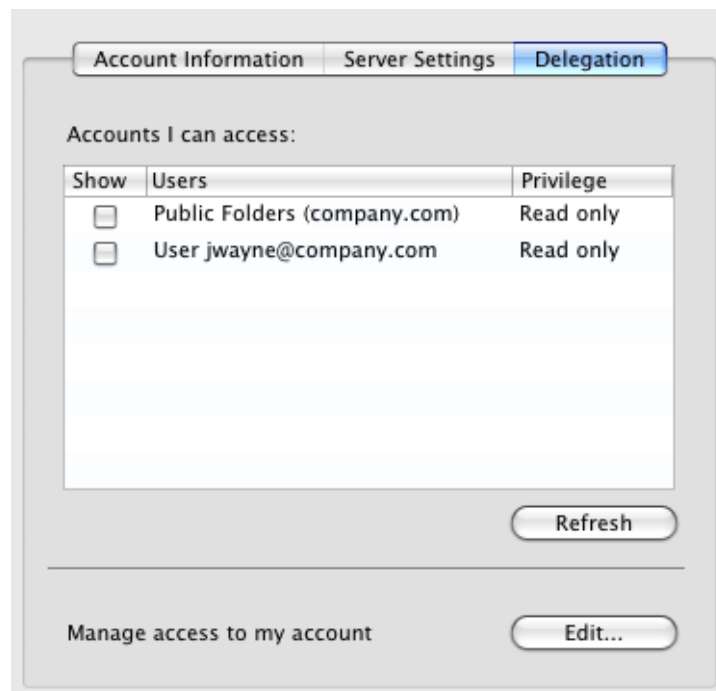 Account Information Server Settings Delegation
Accounts I can access:
Show Users Privilege
Public Folders (company.com) Read only
User jwayne@company.com Read only
Refresh
Manage access to my account Edit...